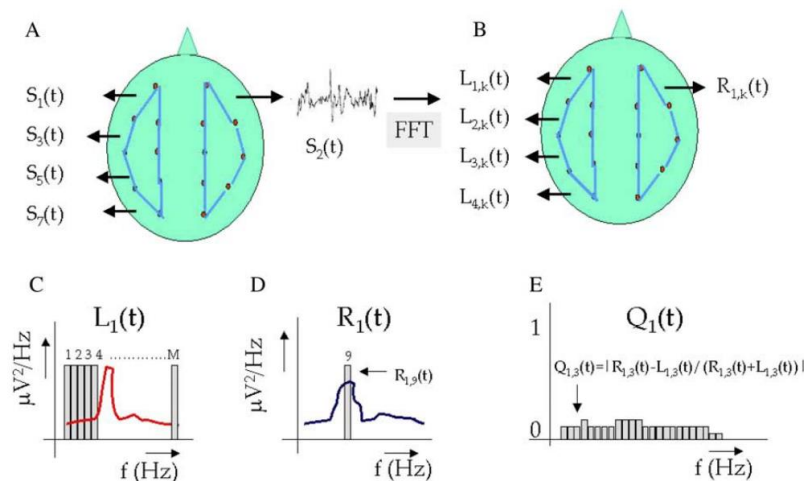 A
B
S₁(t)
S₃(t)
S₅(t)
S₇(t)
S₂(t)
FFT
L₁,ₖ(t)
L₂,ₖ(t)
L₃,ₖ(t)
L₄,ₖ(t)
R₁,ₖ(t)
C
L₁(t)
μV²/Hz
1 2 3 4 .................. M
f (Hz)
D
R₁(t)
μV²/Hz
9
R₁,₉(t)
f (Hz)
E
Q₁(t)
1
Q₁,₃(t)=| R₁,₃(t)-L₁,₃(t)/(R₁,₃(t)+L₁,₃(t)) |
0
f (Hz)